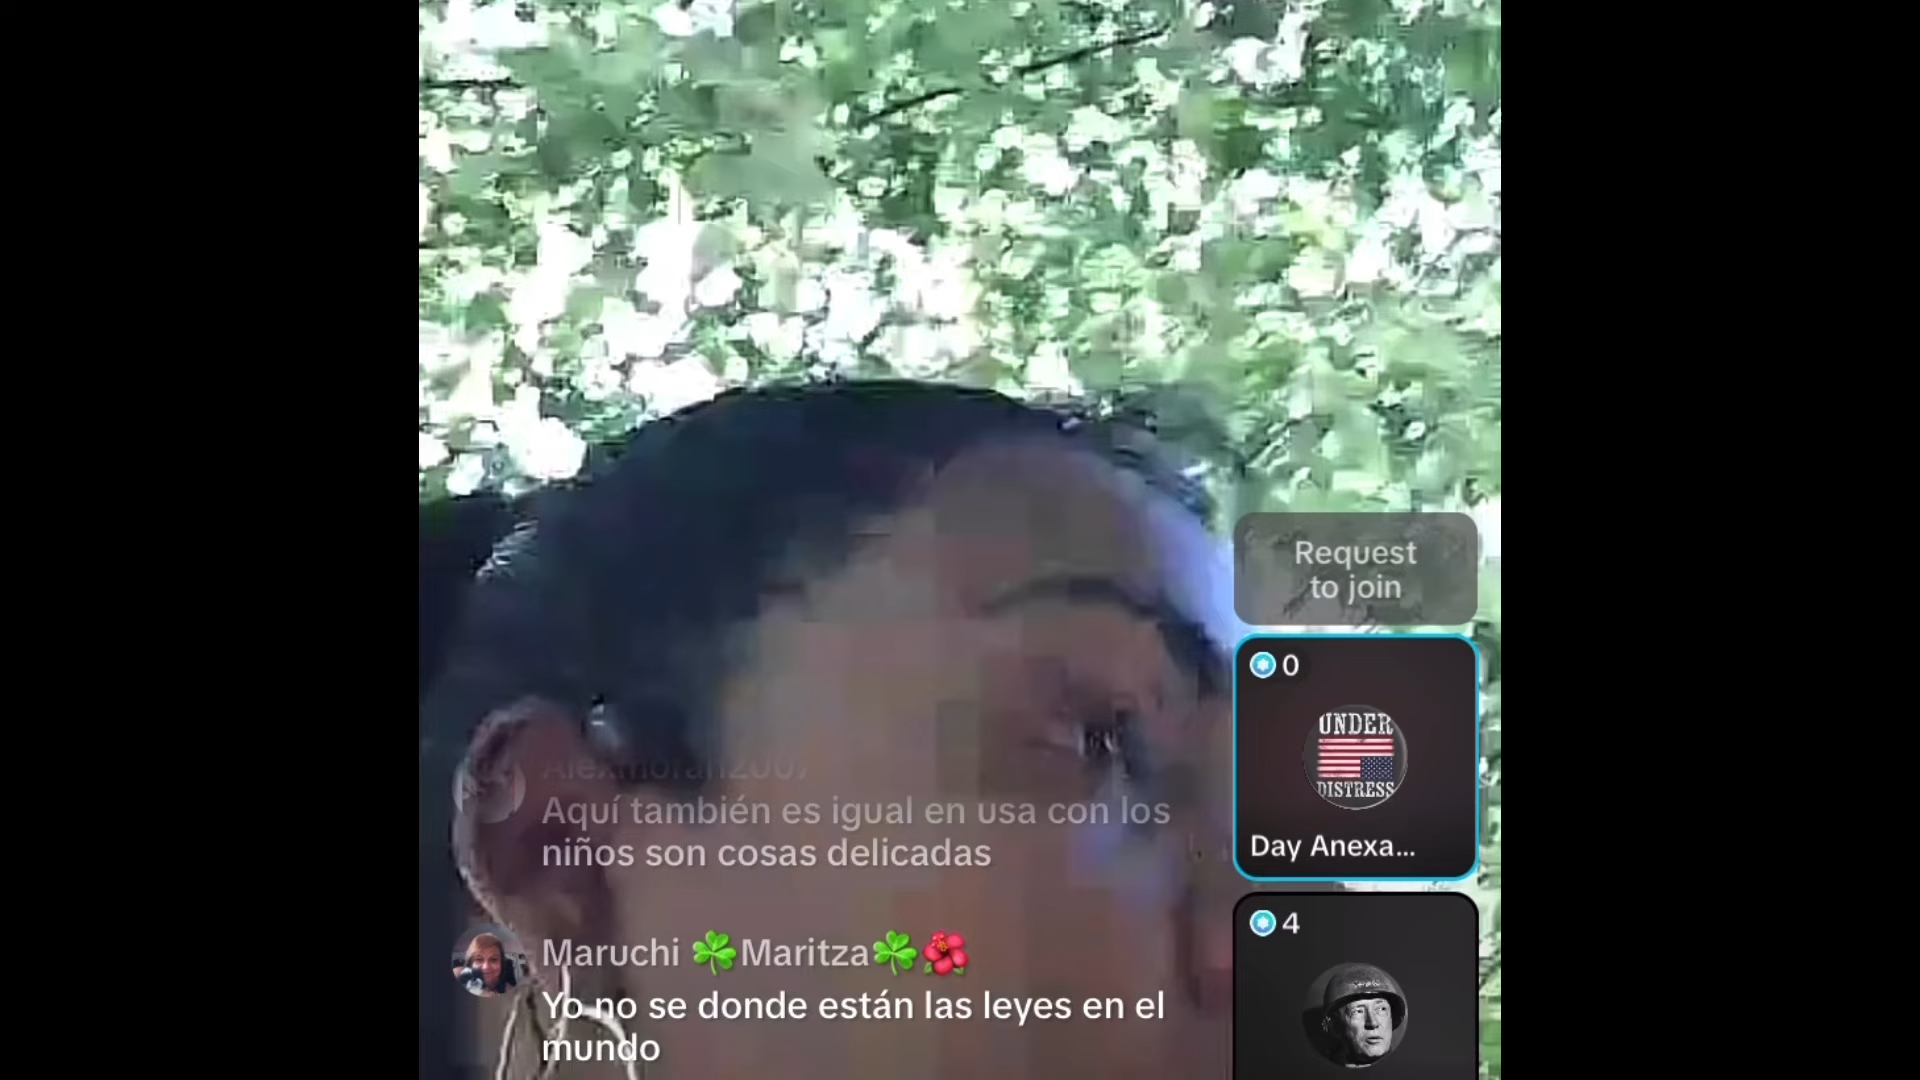 Request
to join
0
UNDER
DISTRESS
Day Anexa...
Alexmoran2007
Aquí también es igual en usa con los
niños son cosas delicadas
4
Maruchi ☘️Maritza☘️🌺
Yo no se donde están las leyes en el
mundo